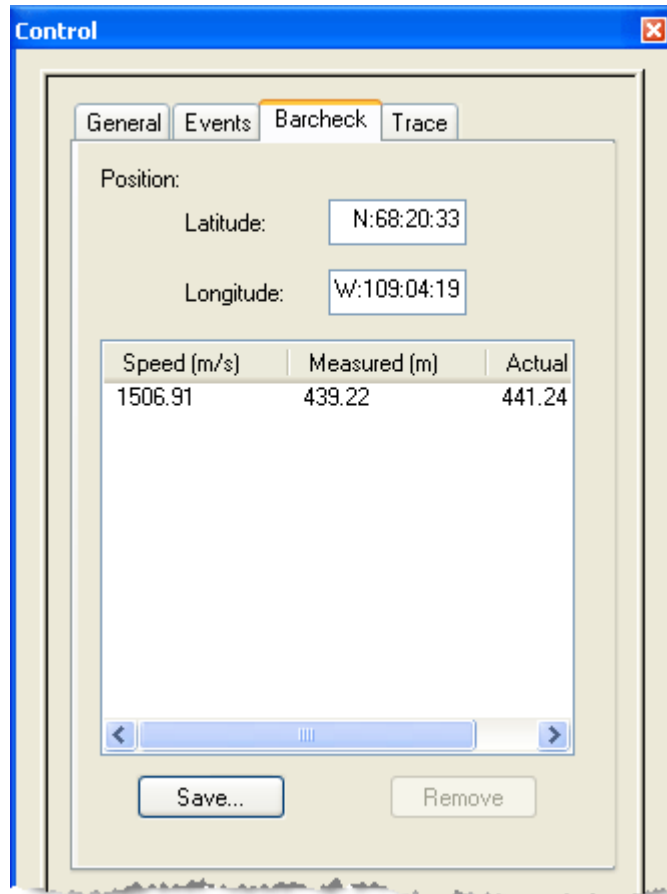 Control
General Events Barcheck Trace
Position:
Latitude: N:68:20:33
Longitude: W:109:04:19
Speed (m/s) Measured (m) Actual
1506.91 439.22 441.24
Save... Remove